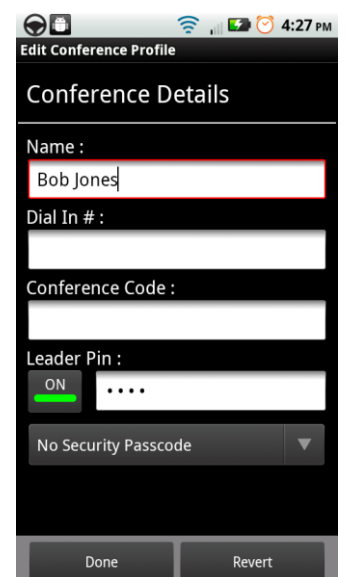 4:27 PM
Edit Conference Profile
Conference Details
Name :
Bob Jones
Dial In # :
Conference Code :
Leader Pin :
ON
••••
No Security Passcode
Done
Revert